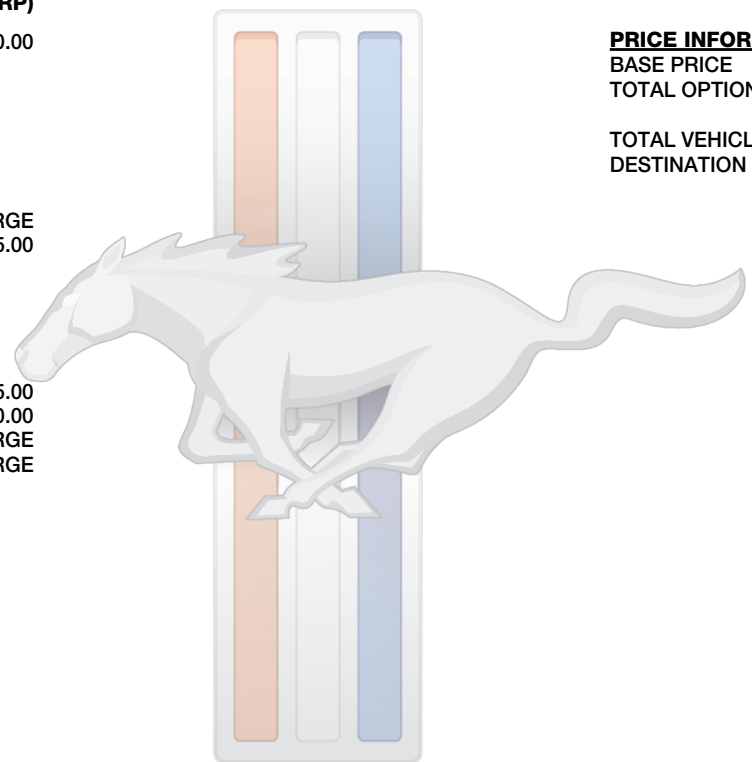 RP)
0.00
RGE
5.00
5.00
0.00
RGE
RGE
PRICE INFOR
BASE PRICE
TOTAL OPTION
TOTAL VEHICL
DESTINATION